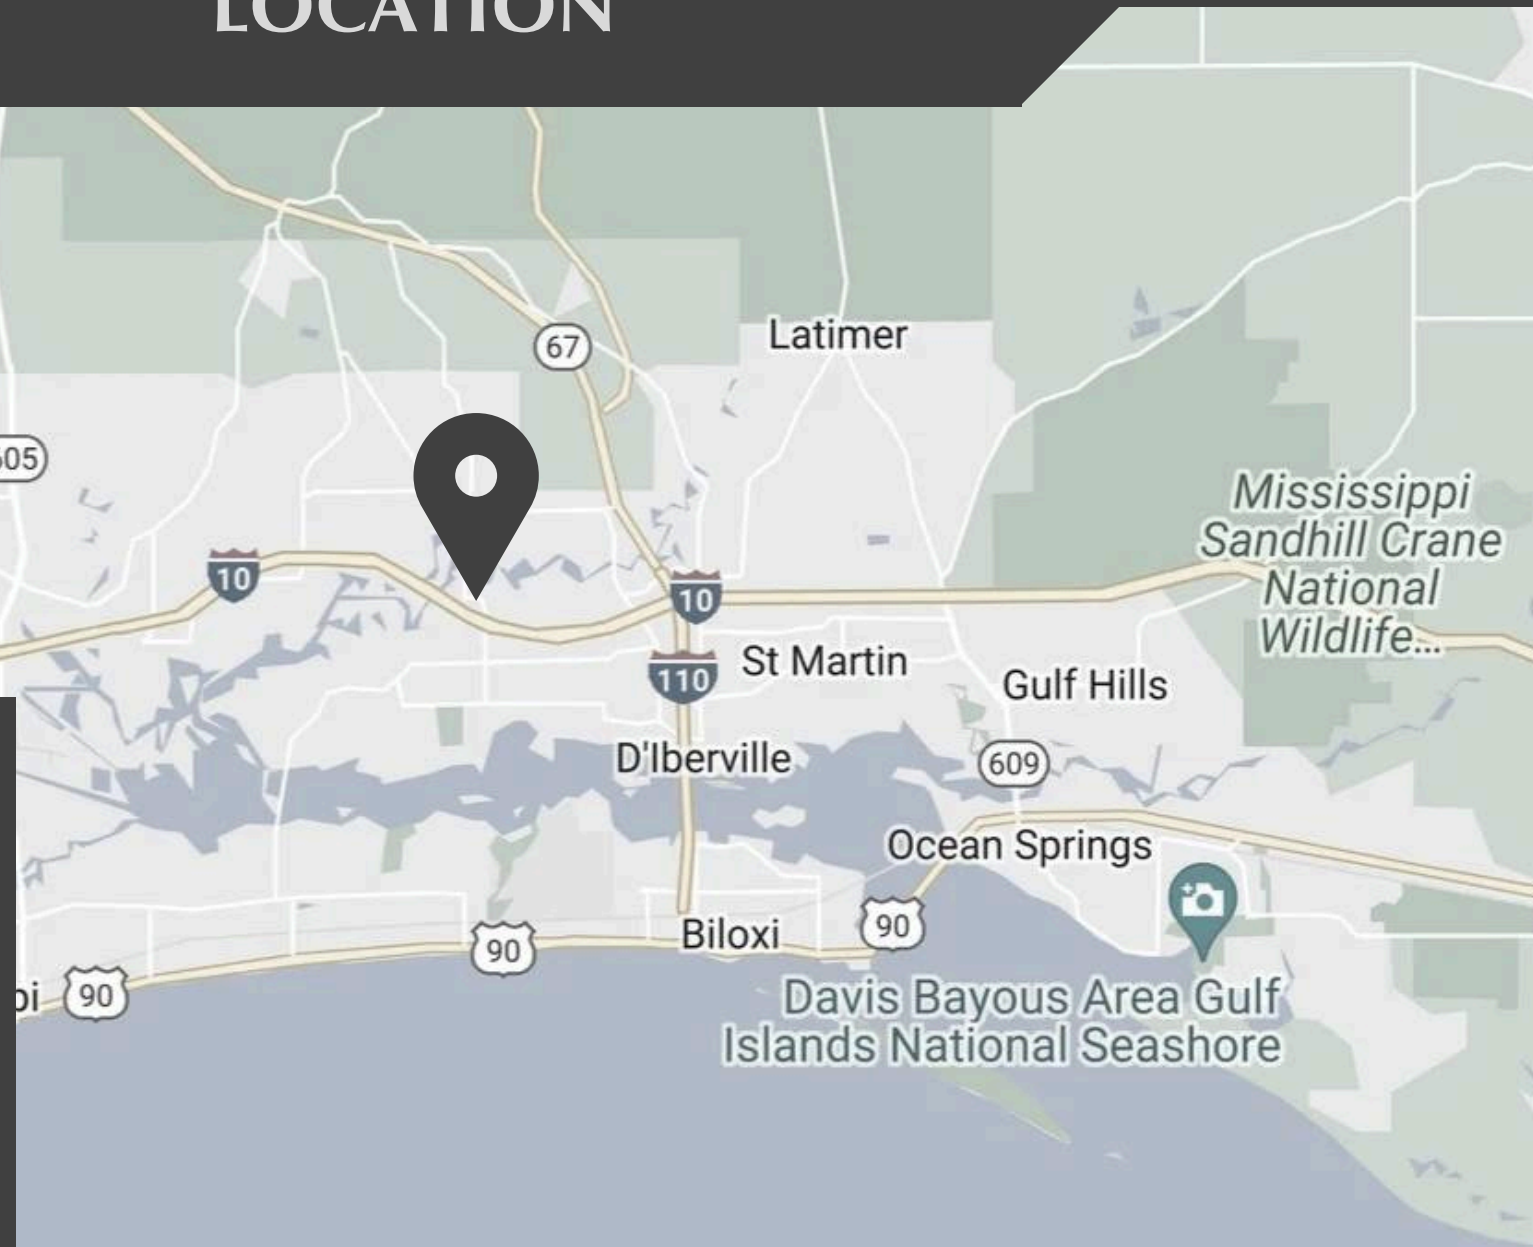 LOCATION
Latimer
67
Mississippi
Sandhill Crane
National
Wildlife...
10
10
St Martin
110
Gulf Hills
D'Iberville
609
Ocean Springs
90
Biloxi
90
90
Davis Bayous Area Gulf
Islands National Seashore